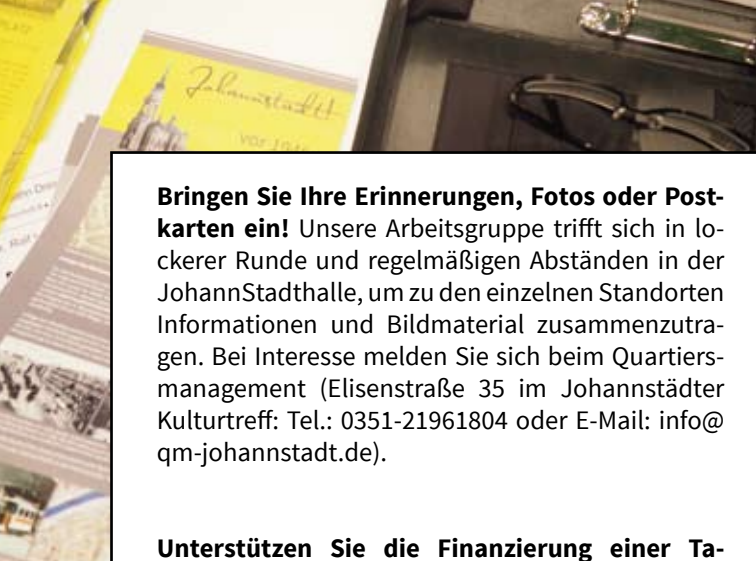 Johannstadt
vor 1945
Bringen Sie Ihre Erinnerungen, Fotos oder Post-
karten ein! Unsere Arbeitsgruppe trifft sich in lo-
ckerer Runde und regelmäßigen Abständen in der
JohannStadthalle, um zu den einzelnen Standorten
Informationen und Bildmaterial zusammenzutra-
gen. Bei Interesse melden Sie sich beim Quartiers-
management (Elisenstraße 35 im Johannstädter
Kulturtreff: Tel.: 0351-21961804 oder E-Mail: info@
qm-johannstadt.de).
Unterstützen Sie die Finanzierung einer Ta-